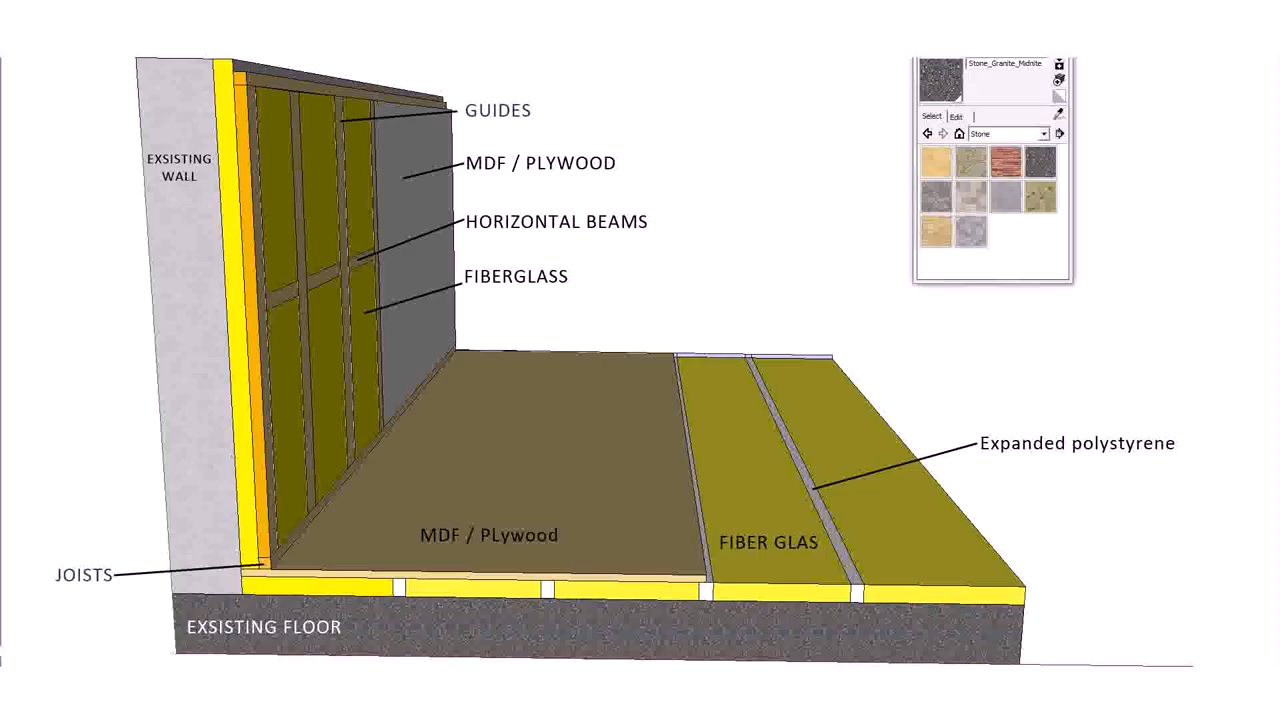 Stone_Granite_Midnite
GUIDES
Select
Edit
Stone
EXSISTING
WALL
MDF / PLYWOOD
HORIZONTAL BEAMS
FIBERGLASS
Expanded polystyrene
MDF / PLywood
FIBER GLAS
JOISTS
EXSISTING FLOOR